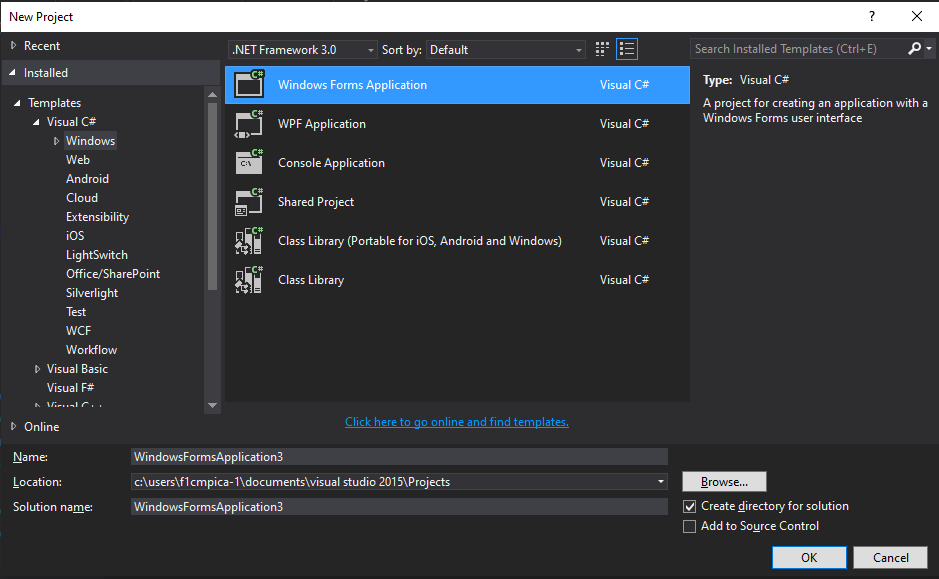 New Project
?
Recent
.NET Framework 3.0
Sort by:
Default
Search Installed Templates (Ctrl+E)
Installed
Templates
Visual C#
Windows
Web
Android
Cloud
Extensibility
iOS
LightSwitch
Office/SharePoint
Silverlight
Test
WCF
Workflow
Visual Basic
Visual F#
Visual C++
Online
C#
Windows Forms Application
Visual C#
C#
WPF Application
Visual C#
C#
C:\
Console Application
Visual C#
C#
Shared Project
Visual C#
C#
Class Library (Portable for iOS, Android and Windows)
Visual C#
C#
Class Library
Visual C#
Type: Visual C#
A project for creating an application with a
Windows Forms user interface
Click here to go online and find templates.
Name:
WindowsFormsApplication3
Location:
c:\users\f1cmpica-1\documents\visual studio 2015\Projects
Browse...
Solution name:
WindowsFormsApplication3
Create directory for solution
Add to Source Control
OK
Cancel